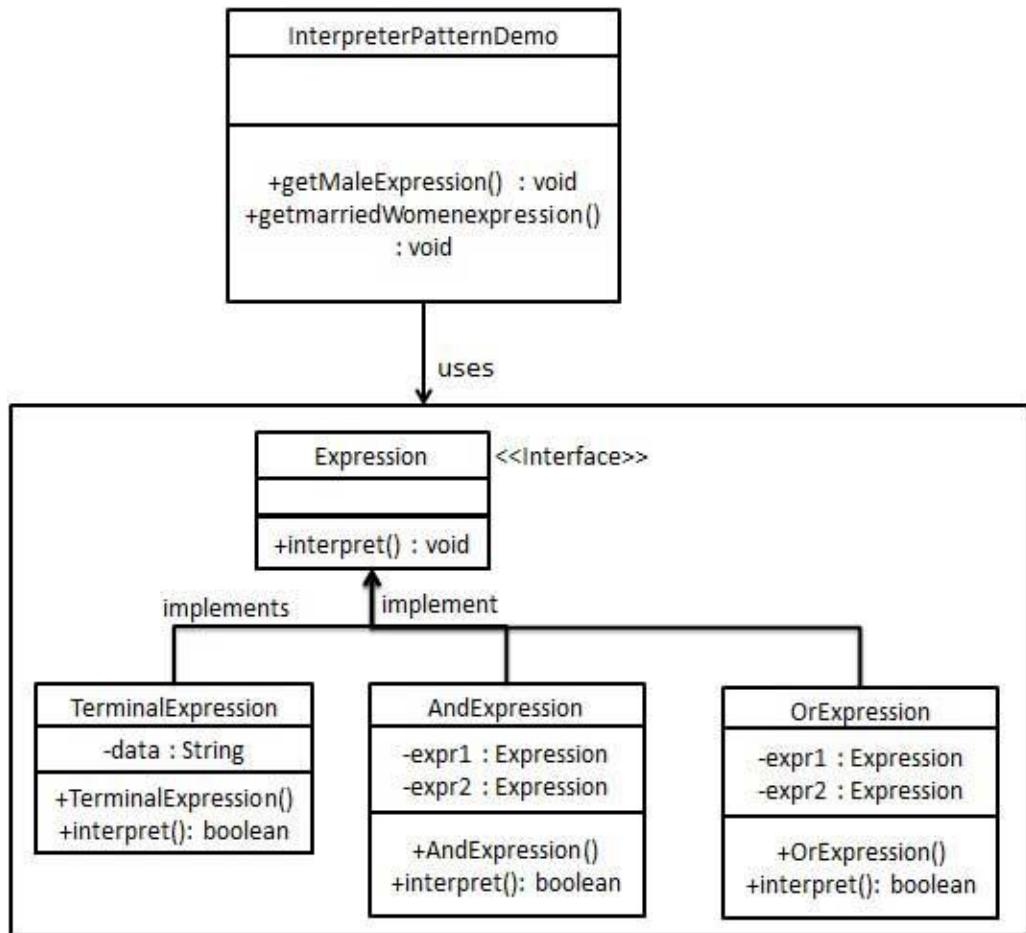 InterpreterPatternDemo
+getMaleExpression() : void
+getmarriedWomenexpression()
: void
uses
Expression
<<Interface>>
+interpret() : void
implements
implement
TerminalExpression
-data : String
+TerminalExpression()
+interpret(): boolean
AndExpression
-expr1 : Expression
-expr2 : Expression
+AndExpression()
+interpret(): boolean
OrExpression
-expr1 : Expression
-expr2 : Expression
+OrExpression()
+interpret(): boolean